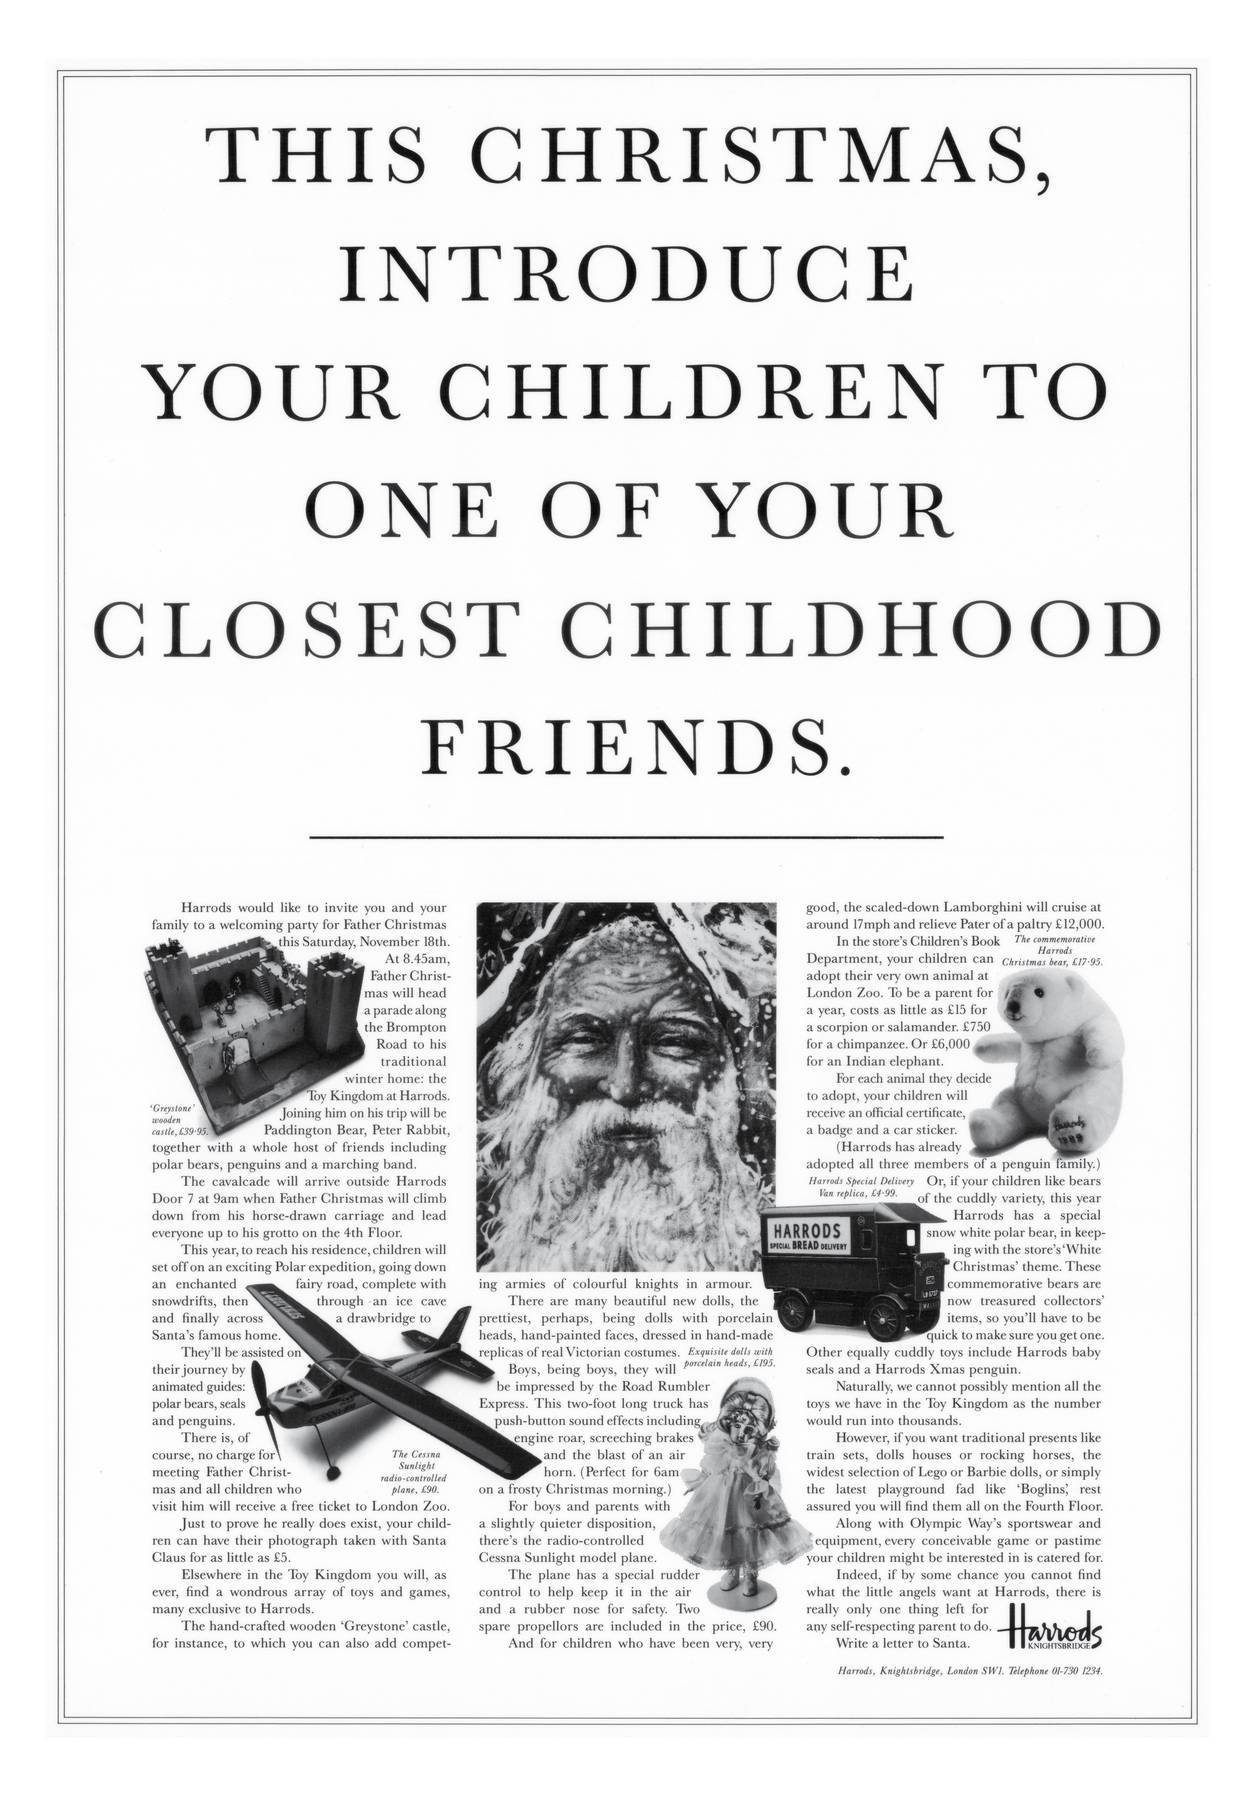 THIS CHRISTMAS,
INTRODUCE
YOUR CHILDREN TO
ONE OF YOUR
CLOSEST CHILDHOOD
FRIENDS.
Harrods would like to invite you and your
family to a welcoming party for Father Christmas
this Saturday, November 18th.
At 8.45am,
Father Christ-
mas will head
a parade along
the Brompton
Road to his
traditional
winter home: the
Toy Kingdom at Harrods.
Joining him on his trip will be
Paddington Bear, Peter Rabbit,
together with a whole host of friends including
polar bears, penguins and a marching band.
'Greystone'
wooden
castle, £39·95.
The cavalcade will arrive outside Harrods
Door 7 at 9am when Father Christmas will climb
down from his horse-drawn carriage and lead
everyone up to his grotto on the 4th Floor.
This year, to reach his residence, children will
set off on an exciting Polar expedition, going down
an enchanted fairy road, complete with
snowdrifts, then through an ice cave
and finally across a drawbridge to
Santa's famous home.
They'll be assisted on
their journey by
animated guides:
polar bears, seals
and penguins.
There is, of
course, no charge for
meeting Father Christ-
mas and all children who
visit him will receive a free ticket to London Zoo.
The Cessna
Sunlight
radio-controlled
plane, £90.
Just to prove he really does exist, your child-
ren can have their photograph taken with Santa
Claus for as little as £5.
Elsewhere in the Toy Kingdom you will, as
ever, find a wondrous array of toys and games,
many exclusive to Harrods.
The hand-crafted wooden 'Greystone' castle,
for instance, to which you can also add compet-
ing armies of colourful knights in armour.
There are many beautiful new dolls, the
prettiest, perhaps, being dolls with porcelain
heads, hand-painted faces, dressed in hand-made
replicas of real Victorian costumes.
Exquisite dolls with
porcelain heads, £195.
Boys, being boys, they will
be impressed by the Road Rumbler
Express. This two-foot long truck has
push-button sound effects including
engine roar, screeching brakes
and the blast of an air
horn. (Perfect for 6am
on a frosty Christmas morning.)
For boys and parents with
a slightly quieter disposition,
there's the radio-controlled
Cessna Sunlight model plane.
The plane has a special rudder
control to help keep it in the air
and a rubber nose for safety. Two
spare propellors are included in the price, £90.
And for children who have been very, very
good, the scaled-down Lamborghini will cruise at
around 17mph and relieve Pater of a paltry £12,000.
In the store's Children's Book
Department, your children can
adopt their very own animal at
London Zoo. To be a parent for
a year, costs as little as £15 for
a scorpion or salamander. £750
for a chimpanzee. Or £6,000
for an Indian elephant.
The commemorative
Harrods
Christmas bear, £17·95.
Harrods
1989
For each animal they decide
to adopt, your children will
receive an official certificate,
a badge and a car sticker.
(Harrods has already
adopted all three members of a penguin family.)
Harrods Special Delivery
Van replica, £4·99.
HARRODS
SPECIAL BREAD DELIVERY
Or, if your children like bears
of the cuddly variety, this year
Harrods has a special
snow white polar bear, in keep-
ing with the store's 'White
Christmas' theme. These
commemorative bears are
now treasured collectors'
items, so you'll have to be
quick to make sure you get one.
Other equally cuddly toys include Harrods baby
seals and a Harrods Xmas penguin.
Naturally, we cannot possibly mention all the
toys we have in the Toy Kingdom as the number
would run into thousands.
However, if you want traditional presents like
train sets, dolls houses or rocking horses, the
widest selection of Lego or Barbie dolls, or simply
the latest playground fad like 'Boglins', rest
assured you will find them all on the Fourth Floor.
Along with Olympic Way's sportswear and
equipment, every conceivable game or pastime
your children might be interested in is catered for.
Indeed, if by some chance you cannot find
what the little angels want at Harrods, there is
really only one thing left for
any self-respecting parent to do.
Write a letter to Santa.
Harrods
KNIGHTSBRIDGE
Harrods, Knightsbridge, London SW1. Telephone 01-730 1234.